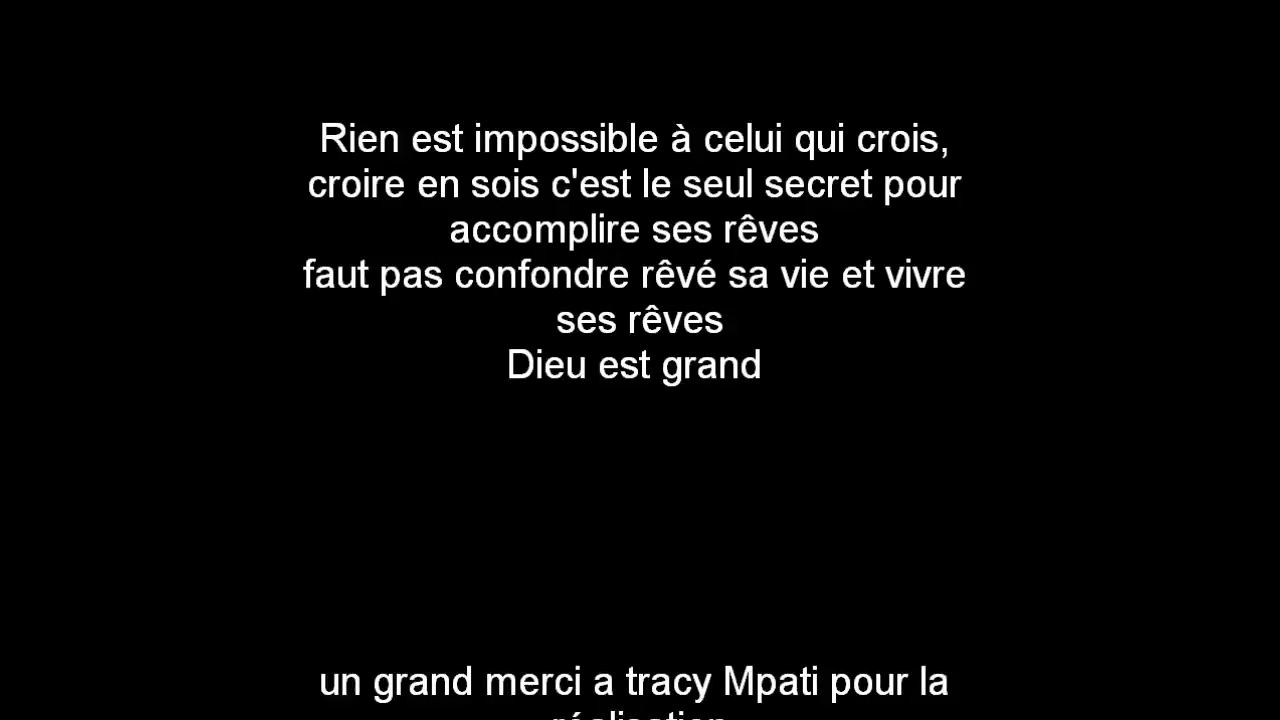 Rien est impossible à celui qui crois,
croire en sois c'est le seul secret pour
accomplire ses rêves
faut pas confondre rêvé sa vie et vivre
ses rêves
Dieu est grand
un grand merci a tracy Mpati pour la
réalisation